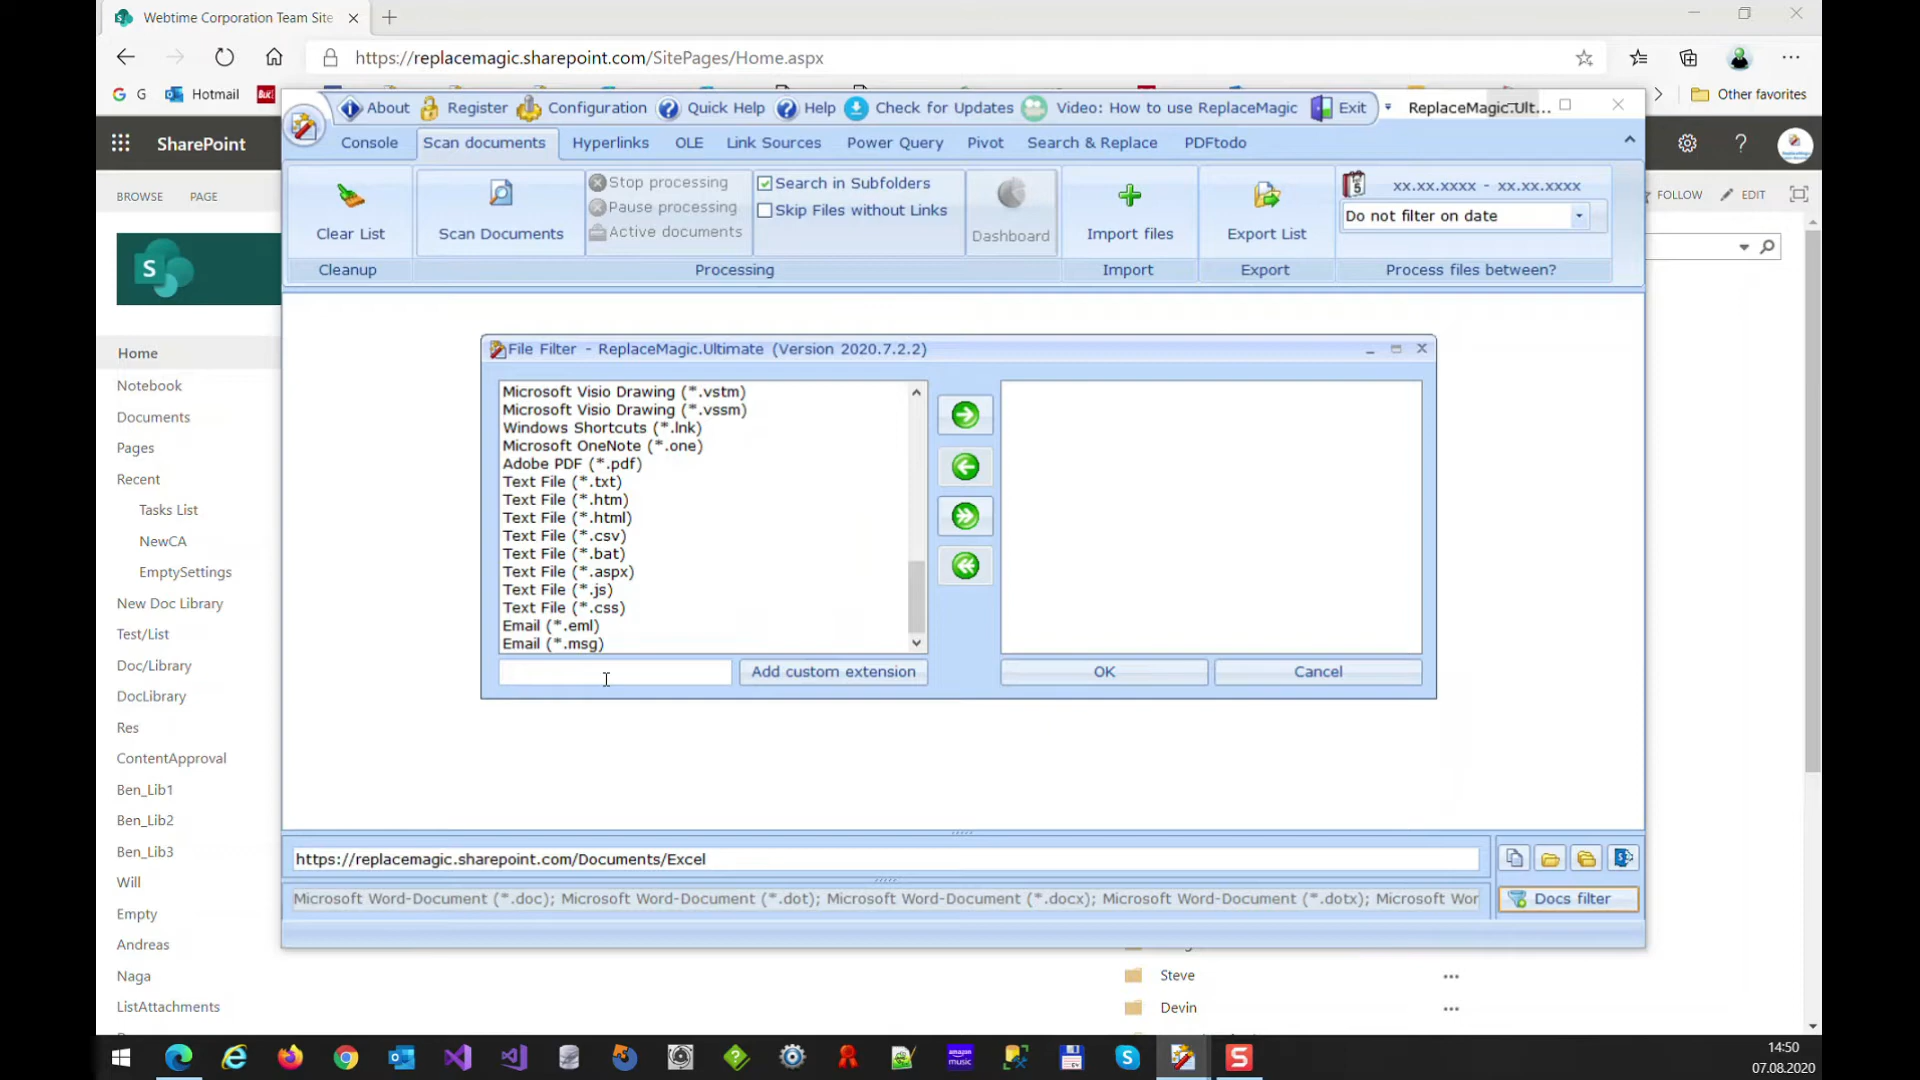 Webtime Corporation Team Site
https://replacemagic.sharepoint.com/SitePages/Home.aspx
G
Hotmail
Other favorites
About
Register
Configuration
Quick Help
Help
Check for Updates
Video: How to use ReplaceMagic
Exit
ReplaceMagic.Ult...
SharePoint
Console
Scan documents
Hyperlinks
OLE
Link Sources
Power Query
Pivot
Search & Replace
PDFtodo
BROWSE
PAGE
FOLLOW
EDIT
Clear List
Cleanup
Scan Documents
Stop processing
Pause processing
Active documents
Search in Subfolders
Skip Files without Links
Dashboard
Processing
Import files
Import
Export List
Export
xx.xx.xxxx - xx.xx.xxxx
Do not filter on date
Process files between?
S
Home
Notebook
Documents
Pages
Recent
Tasks List
NewCA
EmptySettings
New Doc Library
Test/List
Doc/Library
DocLibrary
Res
ContentApproval
Ben_Lib1
Ben_Lib2
Ben_Lib3
Will
Empty
Andreas
Naga
ListAttachments
File Filter - ReplaceMagic.Ultimate (Version 2020.7.2.2)
Microsoft Visio Drawing (*.vstm)
Microsoft Visio Drawing (*.vssm)
Windows Shortcuts (*.lnk)
Microsoft OneNote (*.one)
Adobe PDF (*.pdf)
Text File (*.txt)
Text File (*.htm)
Text File (*.html)
Text File (*.csv)
Text File (*.bat)
Text File (*.aspx)
Text File (*.js)
Text File (*.css)
Email (*.eml)
Email (*.msg)
Add custom extension
OK
Cancel
https://replacemagic.sharepoint.com/Documents/Excel
Microsoft Word-Document (*.doc); Microsoft Word-Document (*.dot); Microsoft Word-Document (*.docx); Microsoft Word-Document (*.dotx); Microsoft Wor
Docs filter
Steve
Devin
14:50
07.08.2020